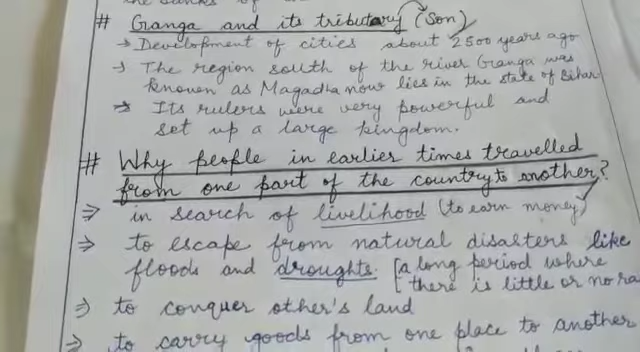 the banks of
# Ganga and its tributary (Son)
→ Development of cities about 2500 years ago
→ The region south of the river Ganga was
known as Magadha now lies in the state of Bihar
→ Its rulers were very powerful and
set up a large kingdom.
# Why people in earlier times travelled
from one part of the country to another?
⇒ in search of livelihood (to earn money)
⇒ to escape from natural disasters like
floods and droughts. [a long period where
there is little or no ra
⇒ to conquer other's land
⇒ to carry goods from one place to another